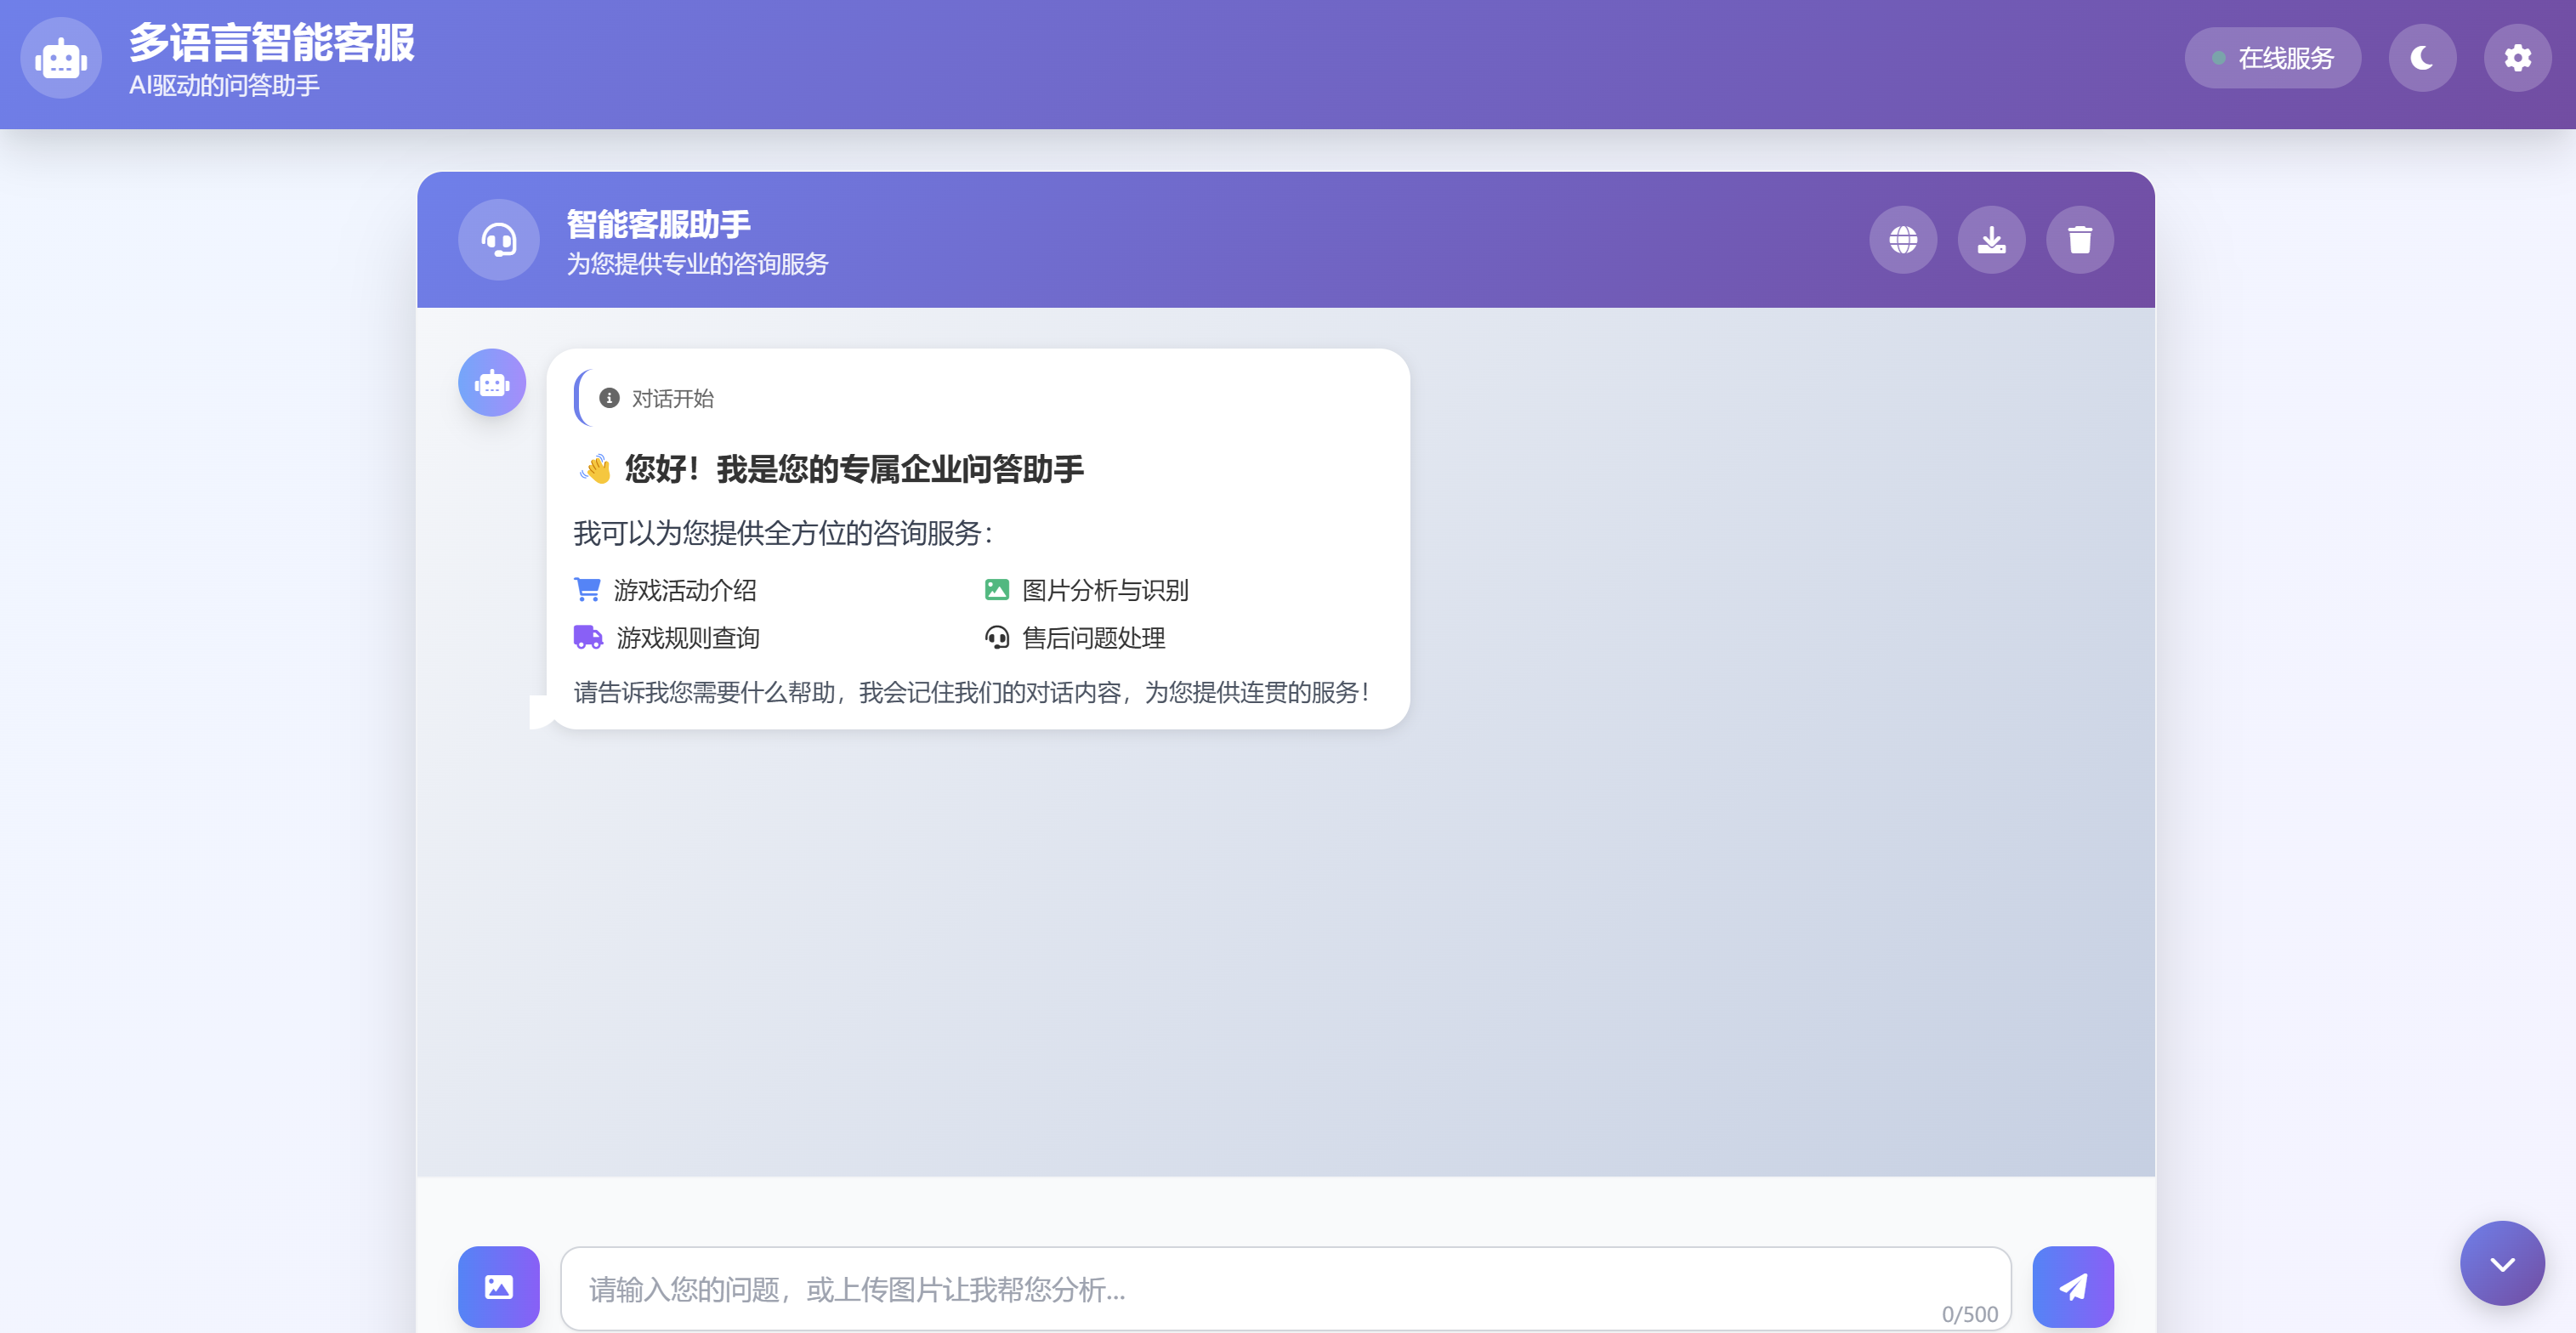 多语言智能客服
AI驱动的问答助手
在线服务
智能客服助手
为您提供专业的咨询服务
对话开始
👋 您好！我是您的专属企业问答助手
我可以为您提供全方位的咨询服务：
游戏活动介绍
图片分析与识别
游戏规则查询
售后问题处理
请告诉我您需要什么帮助，我会记住我们的对话内容，为您提供连贯的服务！
请输入您的问题，或上传图片让我帮您分析...
0/500